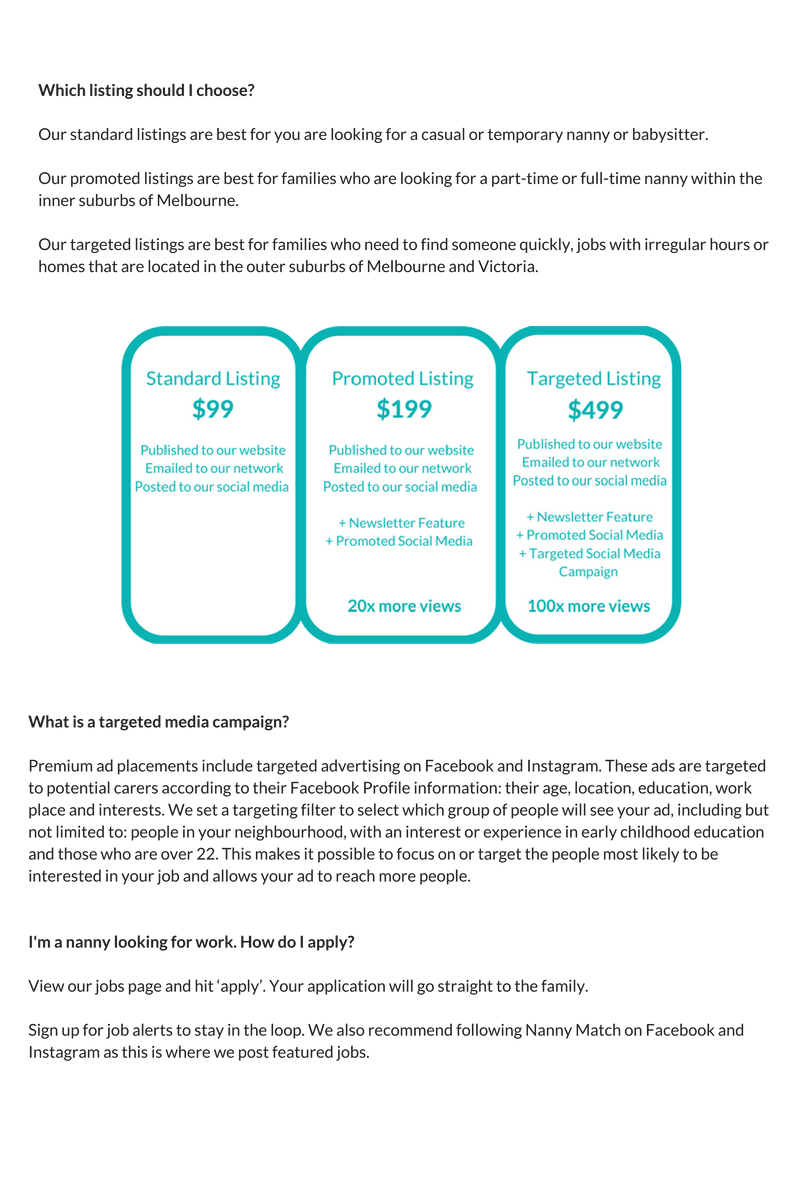 Which listing should I choose?
Our standard listings are best for you are looking for a casual or temporary nanny or babysitter.
Our promoted listings are best for families who are looking for a part-time or full-time nanny within the
inner suburbs of Melbourne.
Our targeted listings are best for families who need to find someone quickly, jobs with irregular hours or
homes that are located in the outer suburbs of Melbourne and Victoria.
Standard Listing
$99
Published to our website
Emailed to our network
Posted to our social media
Promoted Listing
$199
Published to our website
Emailed to our network
Posted to our social media
+ Newsletter Feature
+ Promoted Social Media
20x more views
Targeted Listing
$499
Published to our website
Emailed to our network
Posted to our social media
+ Newsletter Feature
+ Promoted Social Media
+ Targeted Social Media
Campaign
100x more views
What is a targeted media campaign?
Premium ad placements include targeted advertising on Facebook and Instagram. These ads are targeted
to potential carers according to their Facebook Profile information: their age, location, education, work
place and interests. We set a targeting filter to select which group of people will see your ad, including but
not limited to: people in your neighbourhood, with an interest or experience in early childhood education
and those who are over 22. This makes it possible to focus on or target the people most likely to be
interested in your job and allows your ad to reach more people.
I'm a nanny looking for work. How do I apply?
View our jobs page and hit ‘apply’. Your application will go straight to the family.
Sign up for job alerts to stay in the loop. We also recommend following Nanny Match on Facebook and
Instagram as this is where we post featured jobs.